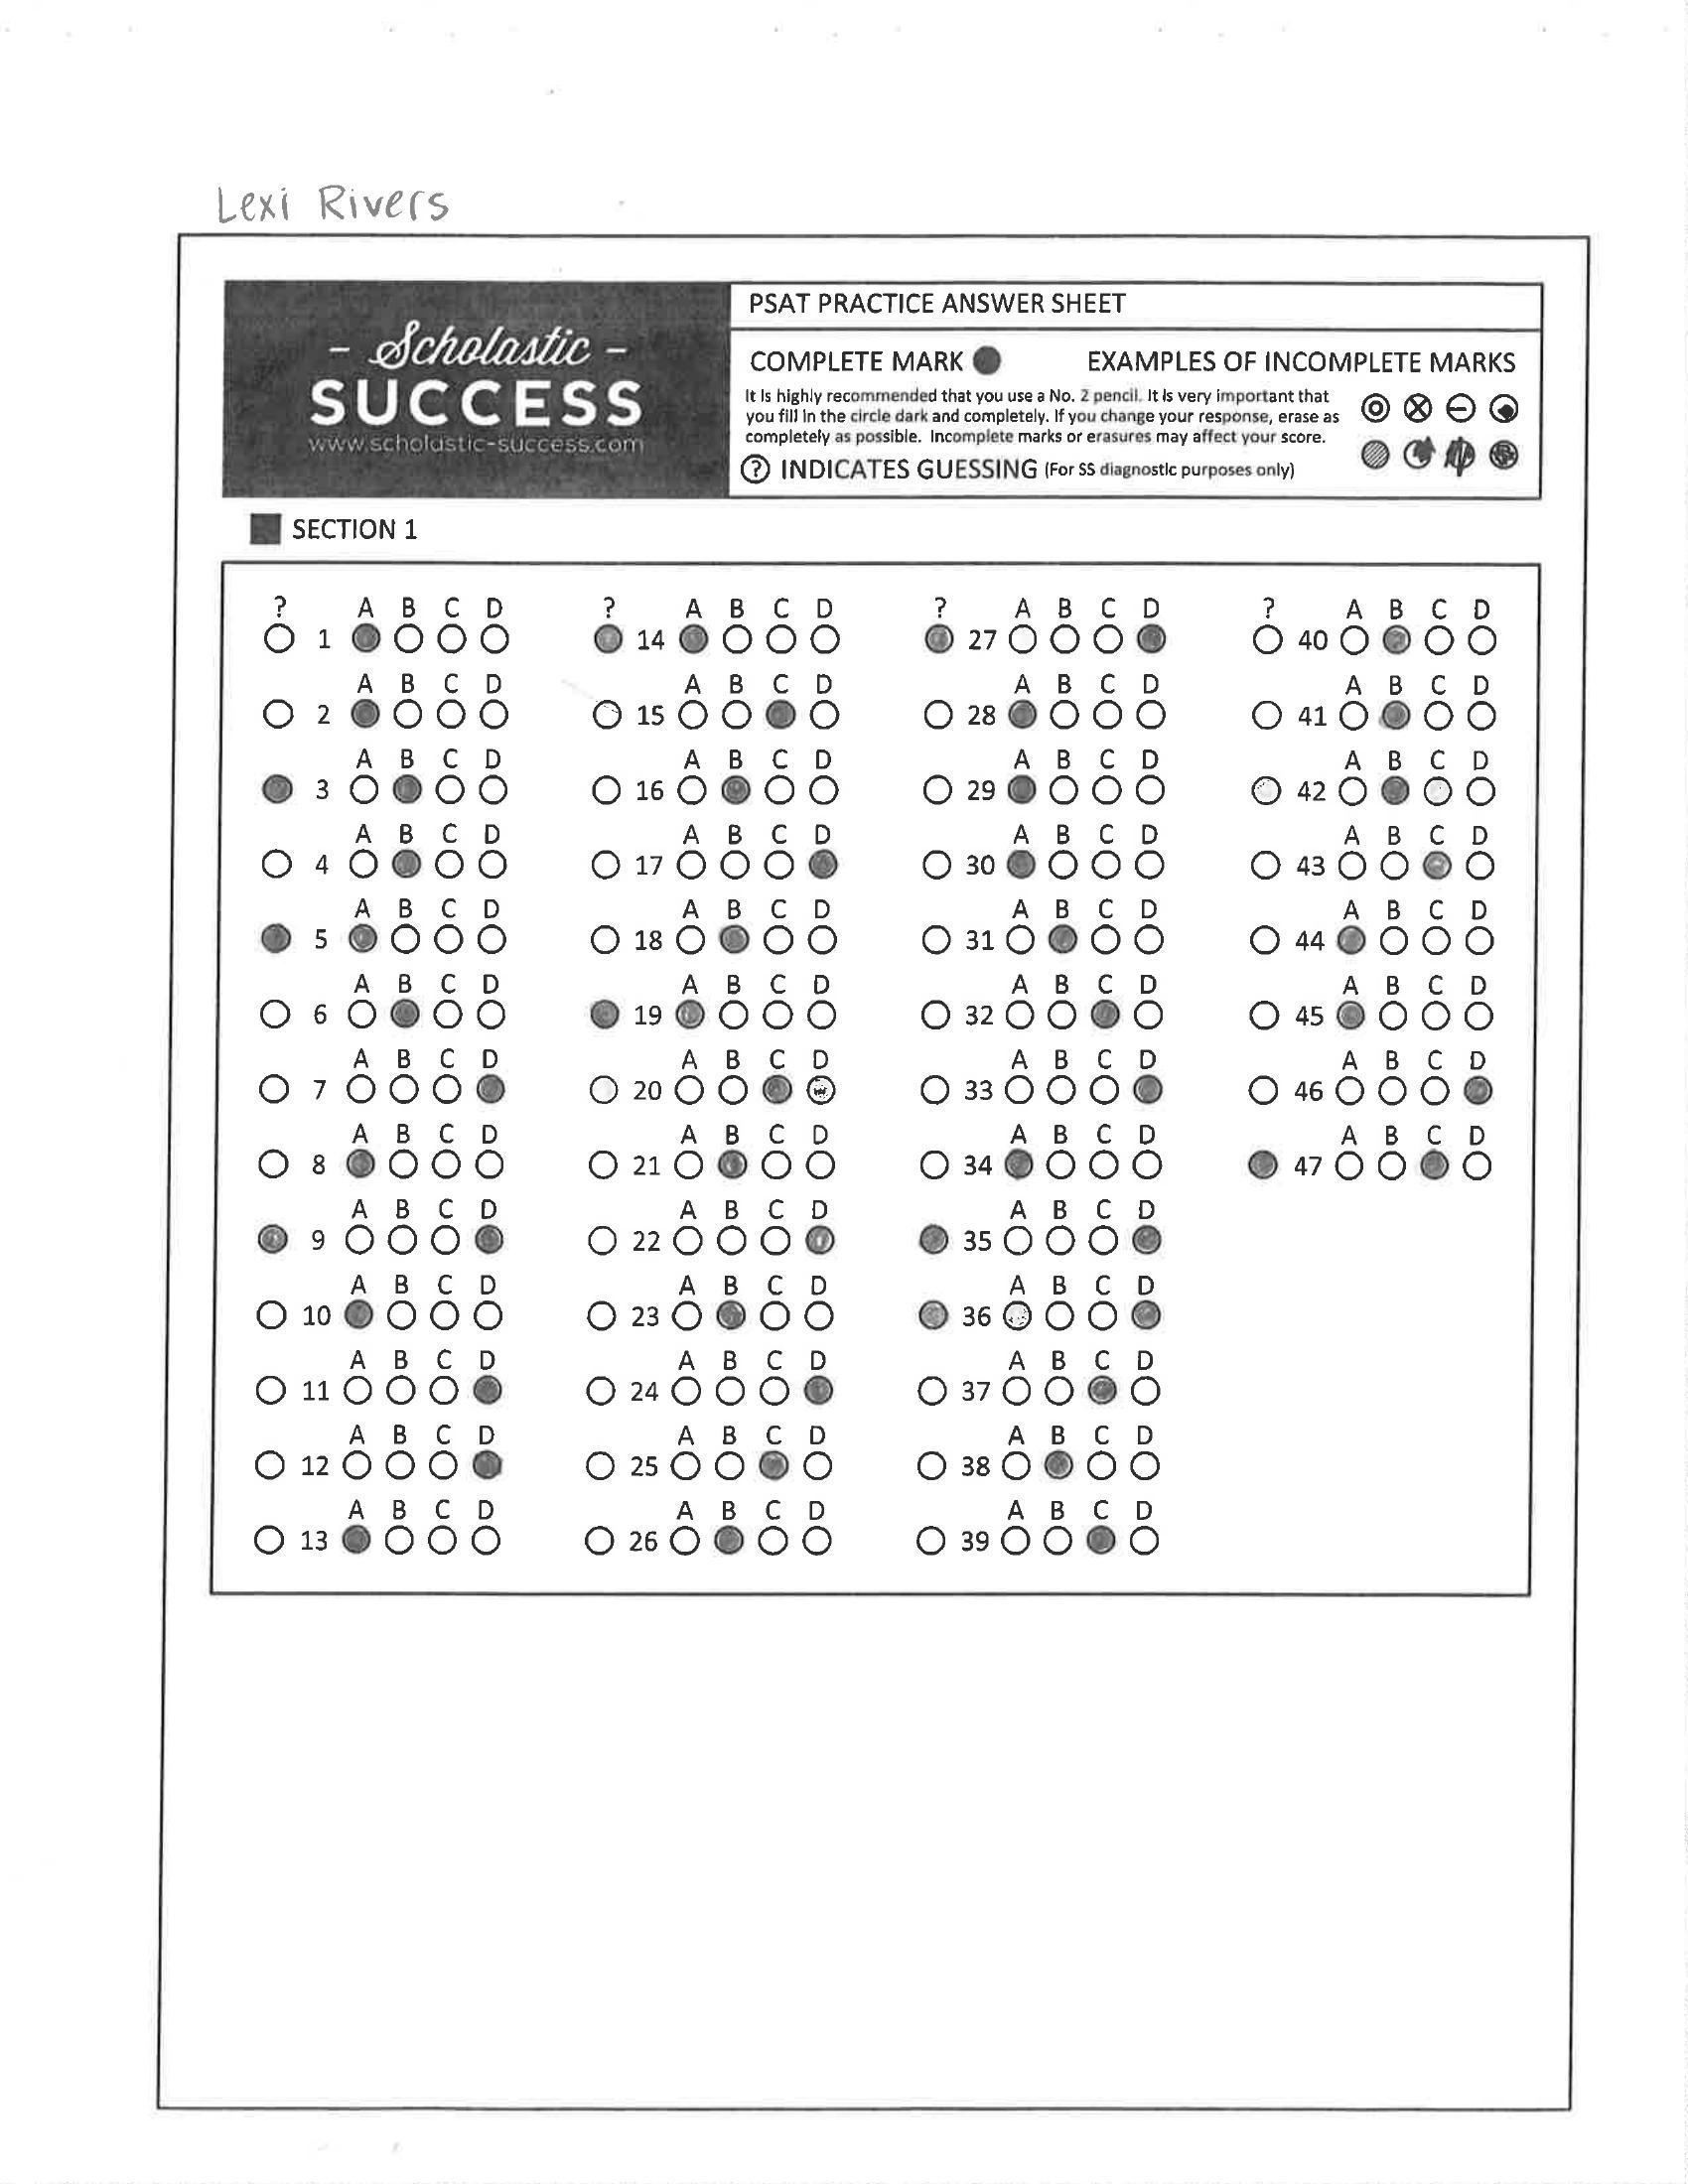 Lexi Rivers
- Scholastic -
SUCCESS
www.scholastic-success.com
PSAT PRACTICE ANSWER SHEET
COMPLETE MARK
EXAMPLES OF INCOMPLETE MARKS
It is highly recommended that you use a No. 2 pencil. It is very important that
you fill in the circle dark and completely. If you change your response, erase as
completely as possible. Incomplete marks or erasures may affect your score.
? INDICATES GUESSING (For SS diagnostic purposes only)
SECTION 1
? A B C D
1
A B C D
2
A B C D
3
A B C D
4
A B C D
5
A B C D
6
A B C D
7
A B C D
8
A B C D
9
A B C D
10
A B C D
11
A B C D
12
A B C D
13
? A B C D
14
A B C D
15
A B C D
16
A B C D
17
A B C D
18
A B C D
19
A B C D
20
A B C D
21
A B C D
22
A B C D
23
A B C D
24
A B C D
25
A B C D
26
? A B C D
27
A B C D
28
A B C D
29
A B C D
30
A B C D
31
A B C D
32
A B C D
33
A B C D
34
A B C D
35
A B C D
36
A B C D
37
A B C D
38
A B C D
39
? A B C D
40
A B C D
41
A B C D
42
A B C D
43
A B C D
44
A B C D
45
A B C D
46
A B C D
47